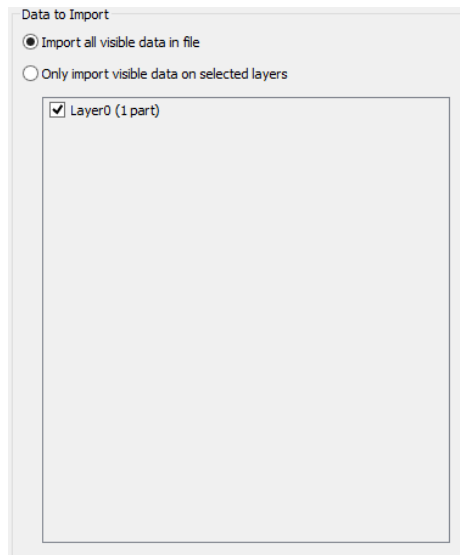 Data to Import
Import all visible data in file
Only import visible data on selected layers
Layer0 (1 part)